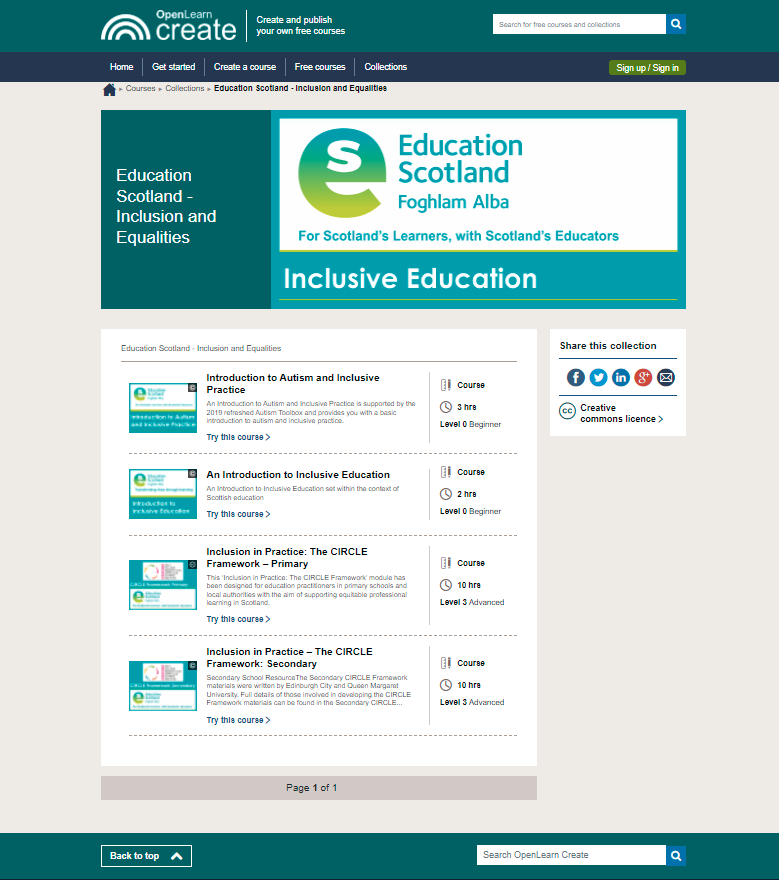 OpenLearn
create
Create and publish
your own free courses
Search for free courses and collections
Home
Get started
Create a course
Free courses
Collections
Sign up / Sign in
Courses ▸ Collections ▸ Education Scotland - Inclusion and Equalities
Education
Scotland -
Inclusion and
Equalities
Education
Scotland
Foghlam Alba
For Scotland's Learners, with Scotland's Educators
Inclusive Education
Education Scotland - Inclusion and Equalities
Introduction to Autism
and Inclusive Practice
Introduction to Autism and Inclusive
Practice
An Introduction to Autism and Inclusive Practice is supported by the
2019 refreshed Autism Toolbox and provides you with a basic
introduction to autism and inclusive practice.
Try this course
Course
3 hrs
Level 0 Beginner
Introduction to
Inclusive Education
An Introduction to Inclusive Education
An Introduction to Inclusive Education set within the context of
Scottish education
Try this course
Course
2 hrs
Level 0 Beginner
CIRCLE Framework Primary
Inclusion in Practice: The CIRCLE
Framework – Primary
This 'Inclusion in Practice: The CIRCLE Framework' module has
been designed for education practitioners in primary schools and
local authorities with the aim of supporting equitable professional
learning in Scotland.
Try this course
Course
10 hrs
Level 3 Advanced
CIRCLE Framework Secondary
Inclusion in Practice – The CIRCLE
Framework: Secondary
Secondary School ResourceThe Secondary CIRCLE Framework
materials were written by Edinburgh City and Queen Margaret
University. Full details of those involved in developing the CIRCLE
Framework materials can be found in the Secondary CIRCLE...
Try this course
Course
10 hrs
Level 3 Advanced
Share this collection
cc
Creative
commons licence
Page 1 of 1
Back to top
Search OpenLearn Create